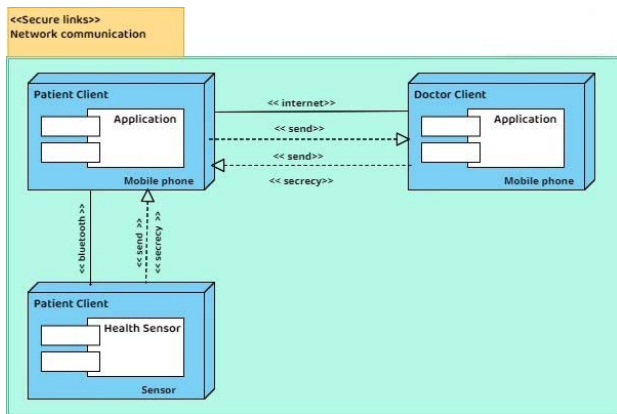 <<Secure links>>
Network communication
Patient Client
Application
Mobile phone
<< internet>>
<< send>>
<< send>>
<< secrecy>>
Doctor Client
Application
Mobile phone
<< bluetooth >>
<< send >>
<< secrecy >>
Patient Client
Health Sensor
Sensor